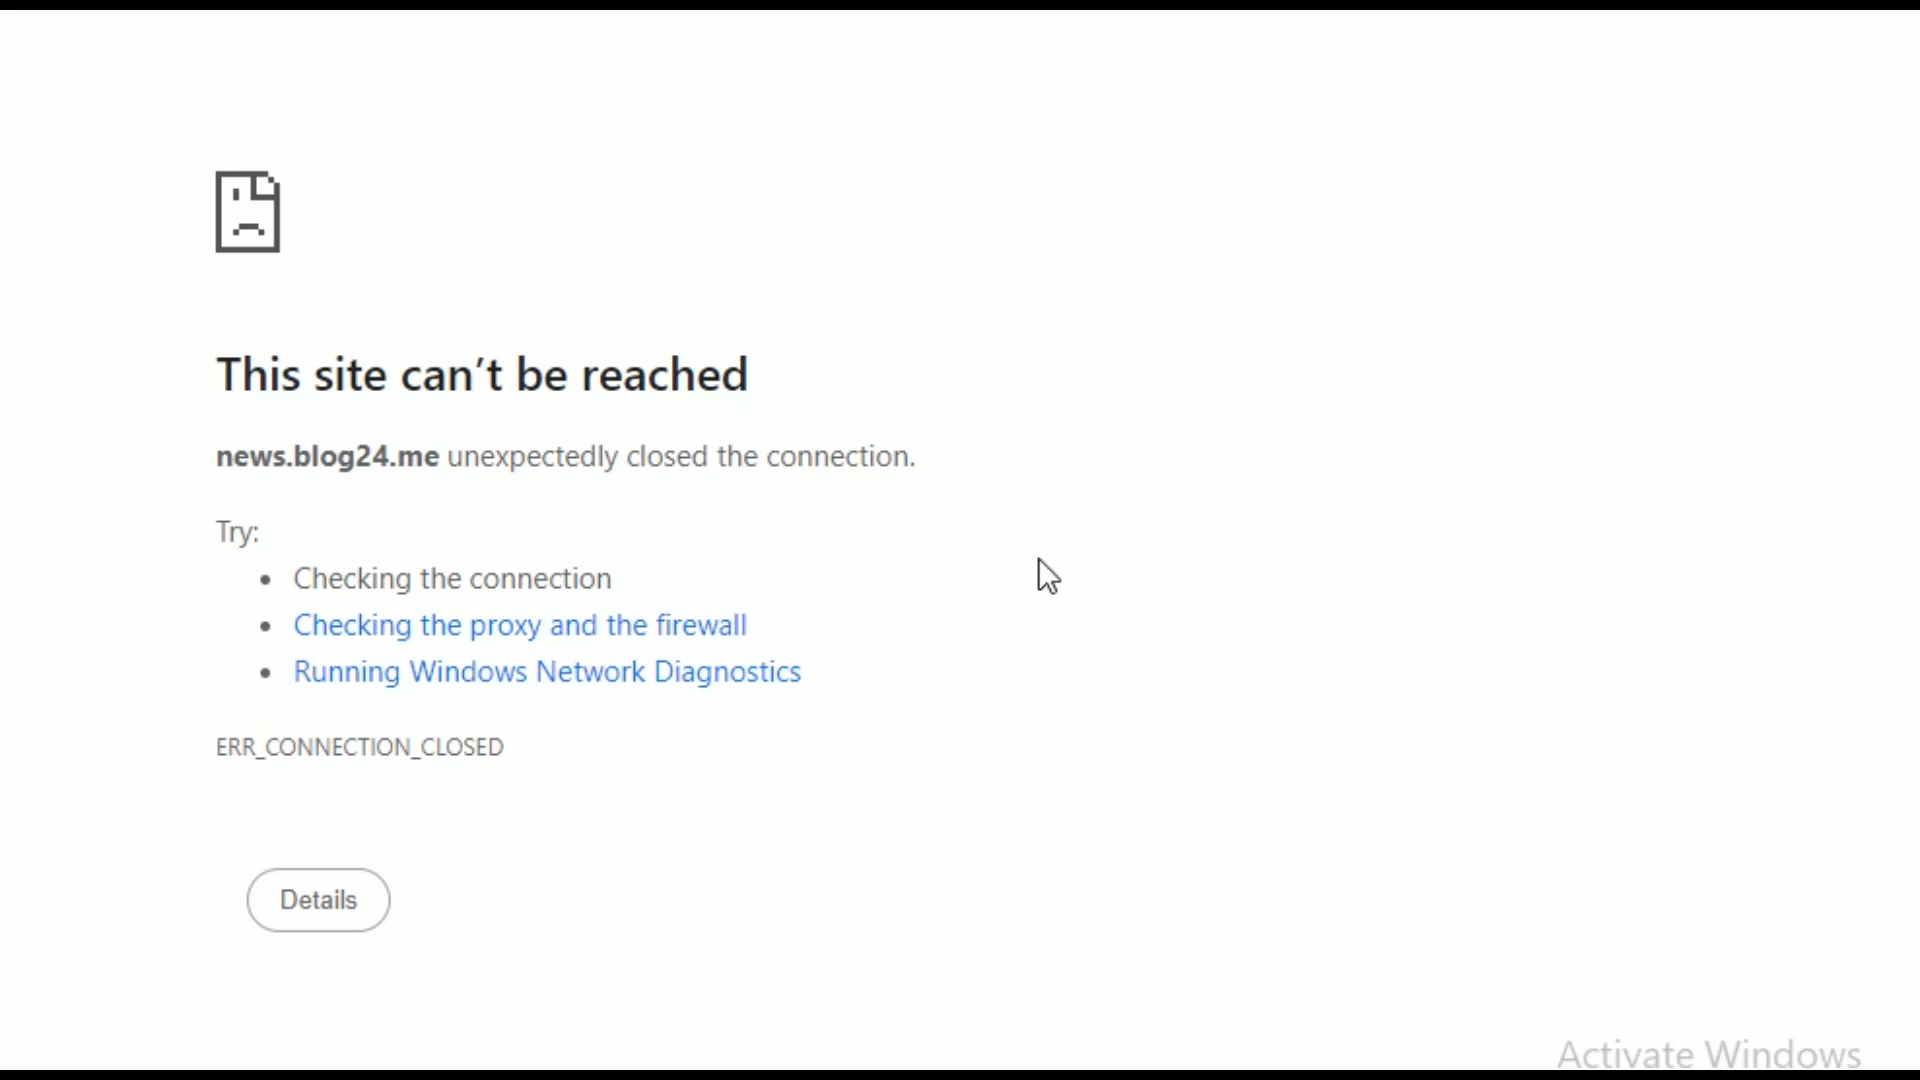 This site can’t be reached
news.blog24.me unexpectedly closed the connection.
Try:
• Checking the connection
• Checking the proxy and the firewall
• Running Windows Network Diagnostics
ERR_CONNECTION_CLOSED
Details
Activate Windows